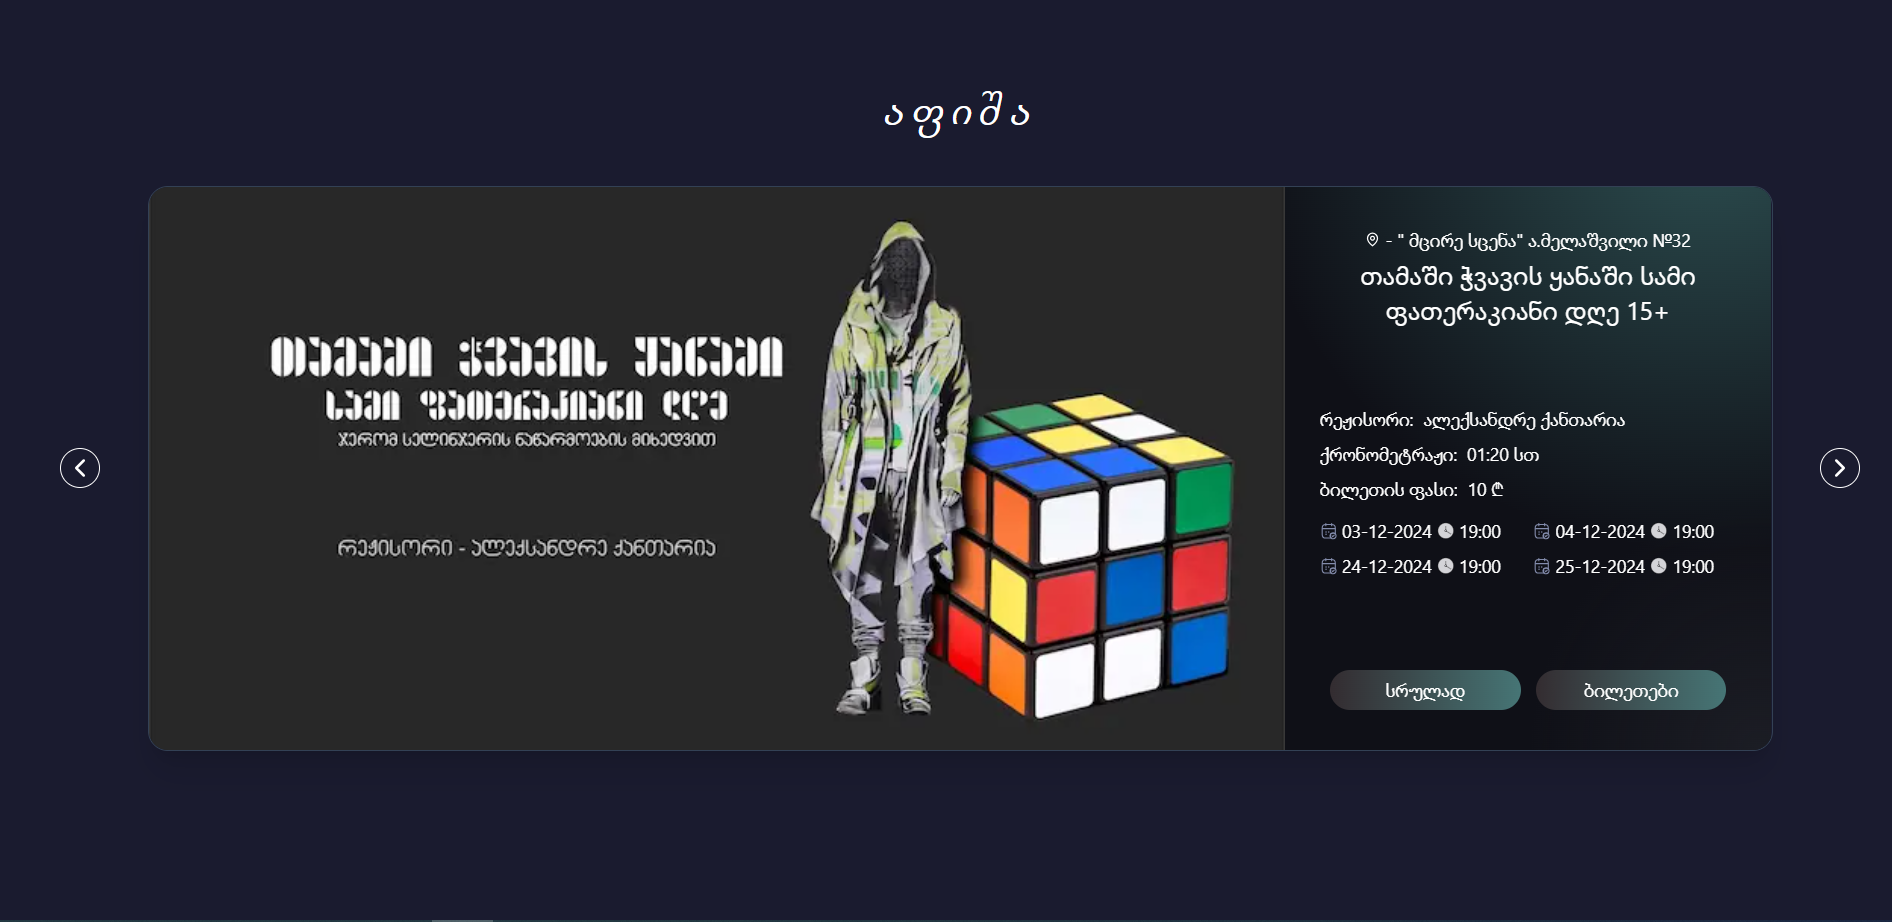 აფიშა
თამაში ჭვავის ყანაში
სამი ფათერაკიანი დღე
ჯერომ სელინჯერის ნაწარმოების მიხედვით
რეჟისორი - ალექსანდრე ქანთარია
- " მცირე სცენა" ა.მელაშვილი №32
თამაში ჭვავის ყანაში სამი
ფათერაკიანი დღე 15+
რეჟისორი: ალექსანდრე ქანთარია
ქრონომეტრაჟი: 01:20 სთ
ბილეთის ფასი: 10 ₾
03-12-2024 19:00 04-12-2024 19:00
24-12-2024 19:00 25-12-2024 19:00
სრულად ბილეთები